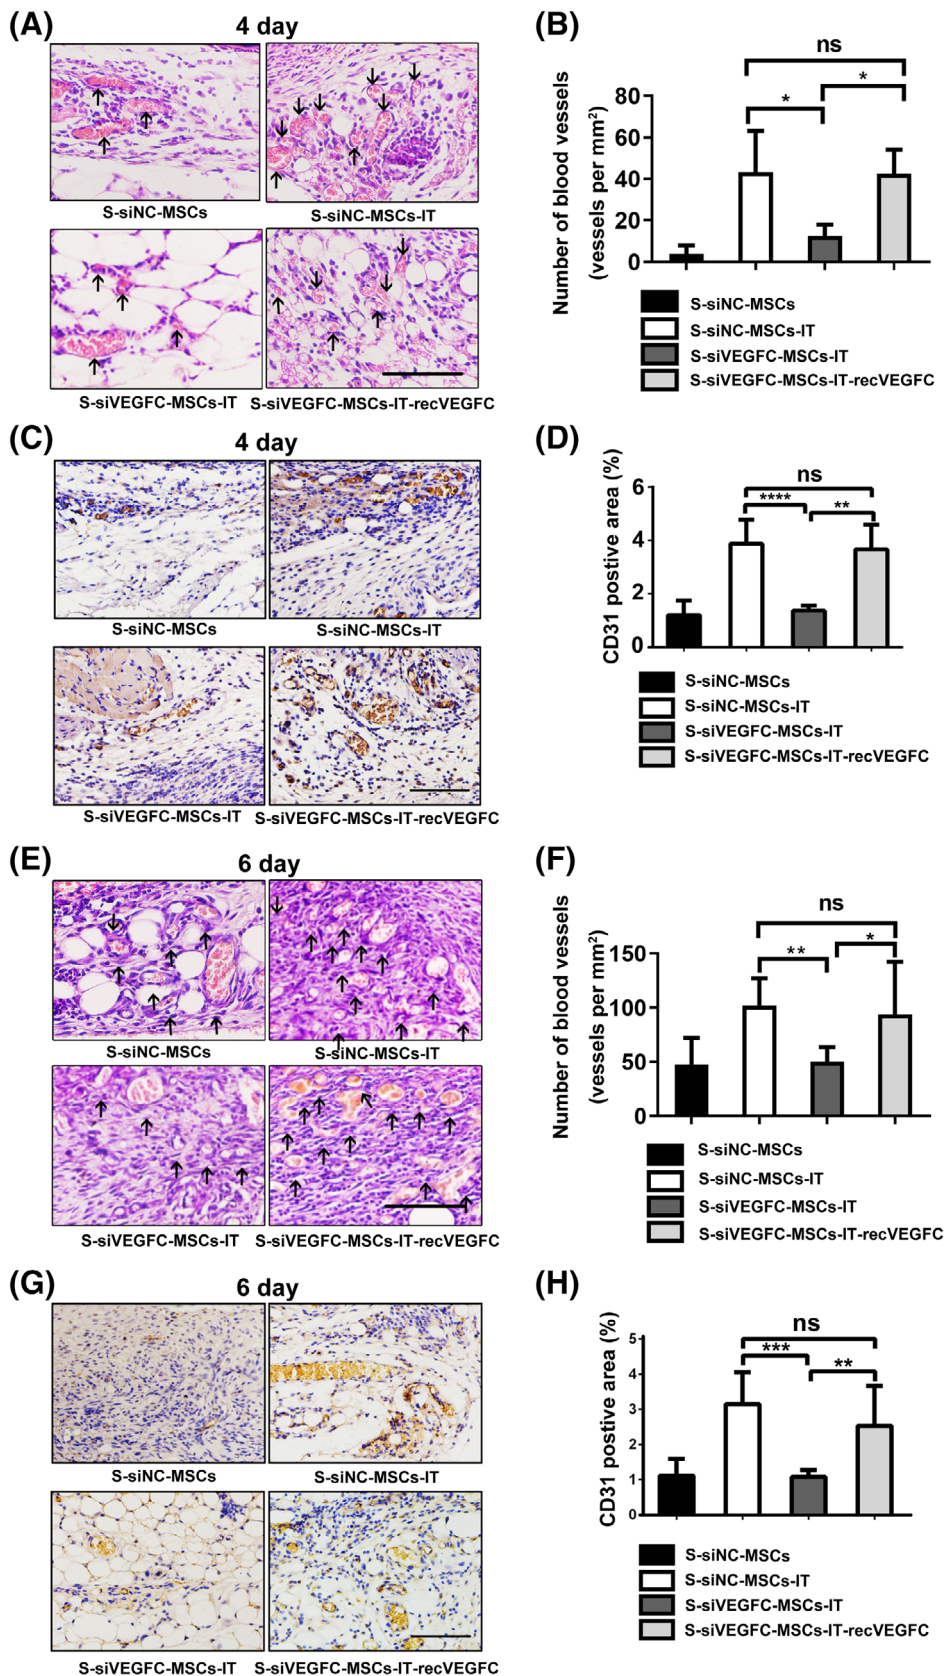 (A)
4 day
S-siNC-MSCs
S-siNC-MSCs-IT
S-siVEGFC-MSCs-IT
S-siVEGFC-MSCs-IT-recVEGFC
(B)
Number of blood vessels
(vessels per mm²)
80
60
40
20
0
ns
*
*
S-siNC-MSCs
S-siNC-MSCs-IT
S-siVEGFC-MSCs-IT
S-siVEGFC-MSCs-IT-recVEGFC
(C)
4 day
S-siNC-MSCs
S-siNC-MSCs-IT
S-siVEGFC-MSCs-IT
S-siVEGFC-MSCs-IT-recVEGFC
(D)
CD31 postive area (%)
6
4
2
0
ns
****
**
S-siNC-MSCs
S-siNC-MSCs-IT
S-siVEGFC-MSCs-IT
S-siVEGFC-MSCs-IT-recVEGFC
(E)
6 day
S-siNC-MSCs
S-siNC-MSCs-IT
S-siVEGFC-MSCs-IT
S-siVEGFC-MSCs-IT-recVEGFC
(F)
Number of blood vessels
(vessels per mm²)
150
100
50
0
ns
**
*
S-siNC-MSCs
S-siNC-MSCs-IT
S-siVEGFC-MSCs-IT
S-siVEGFC-MSCs-IT-recVEGFC
(G)
6 day
S-siNC-MSCs
S-siNC-MSCs-IT
S-siVEGFC-MSCs-IT
S-siVEGFC-MSCs-IT-recVEGFC
(H)
CD31 postive area (%)
5
4
3
2
1
0
ns
***
**
S-siNC-MSCs
S-siNC-MSCs-IT
S-siVEGFC-MSCs-IT
S-siVEGFC-MSCs-IT-recVEGFC